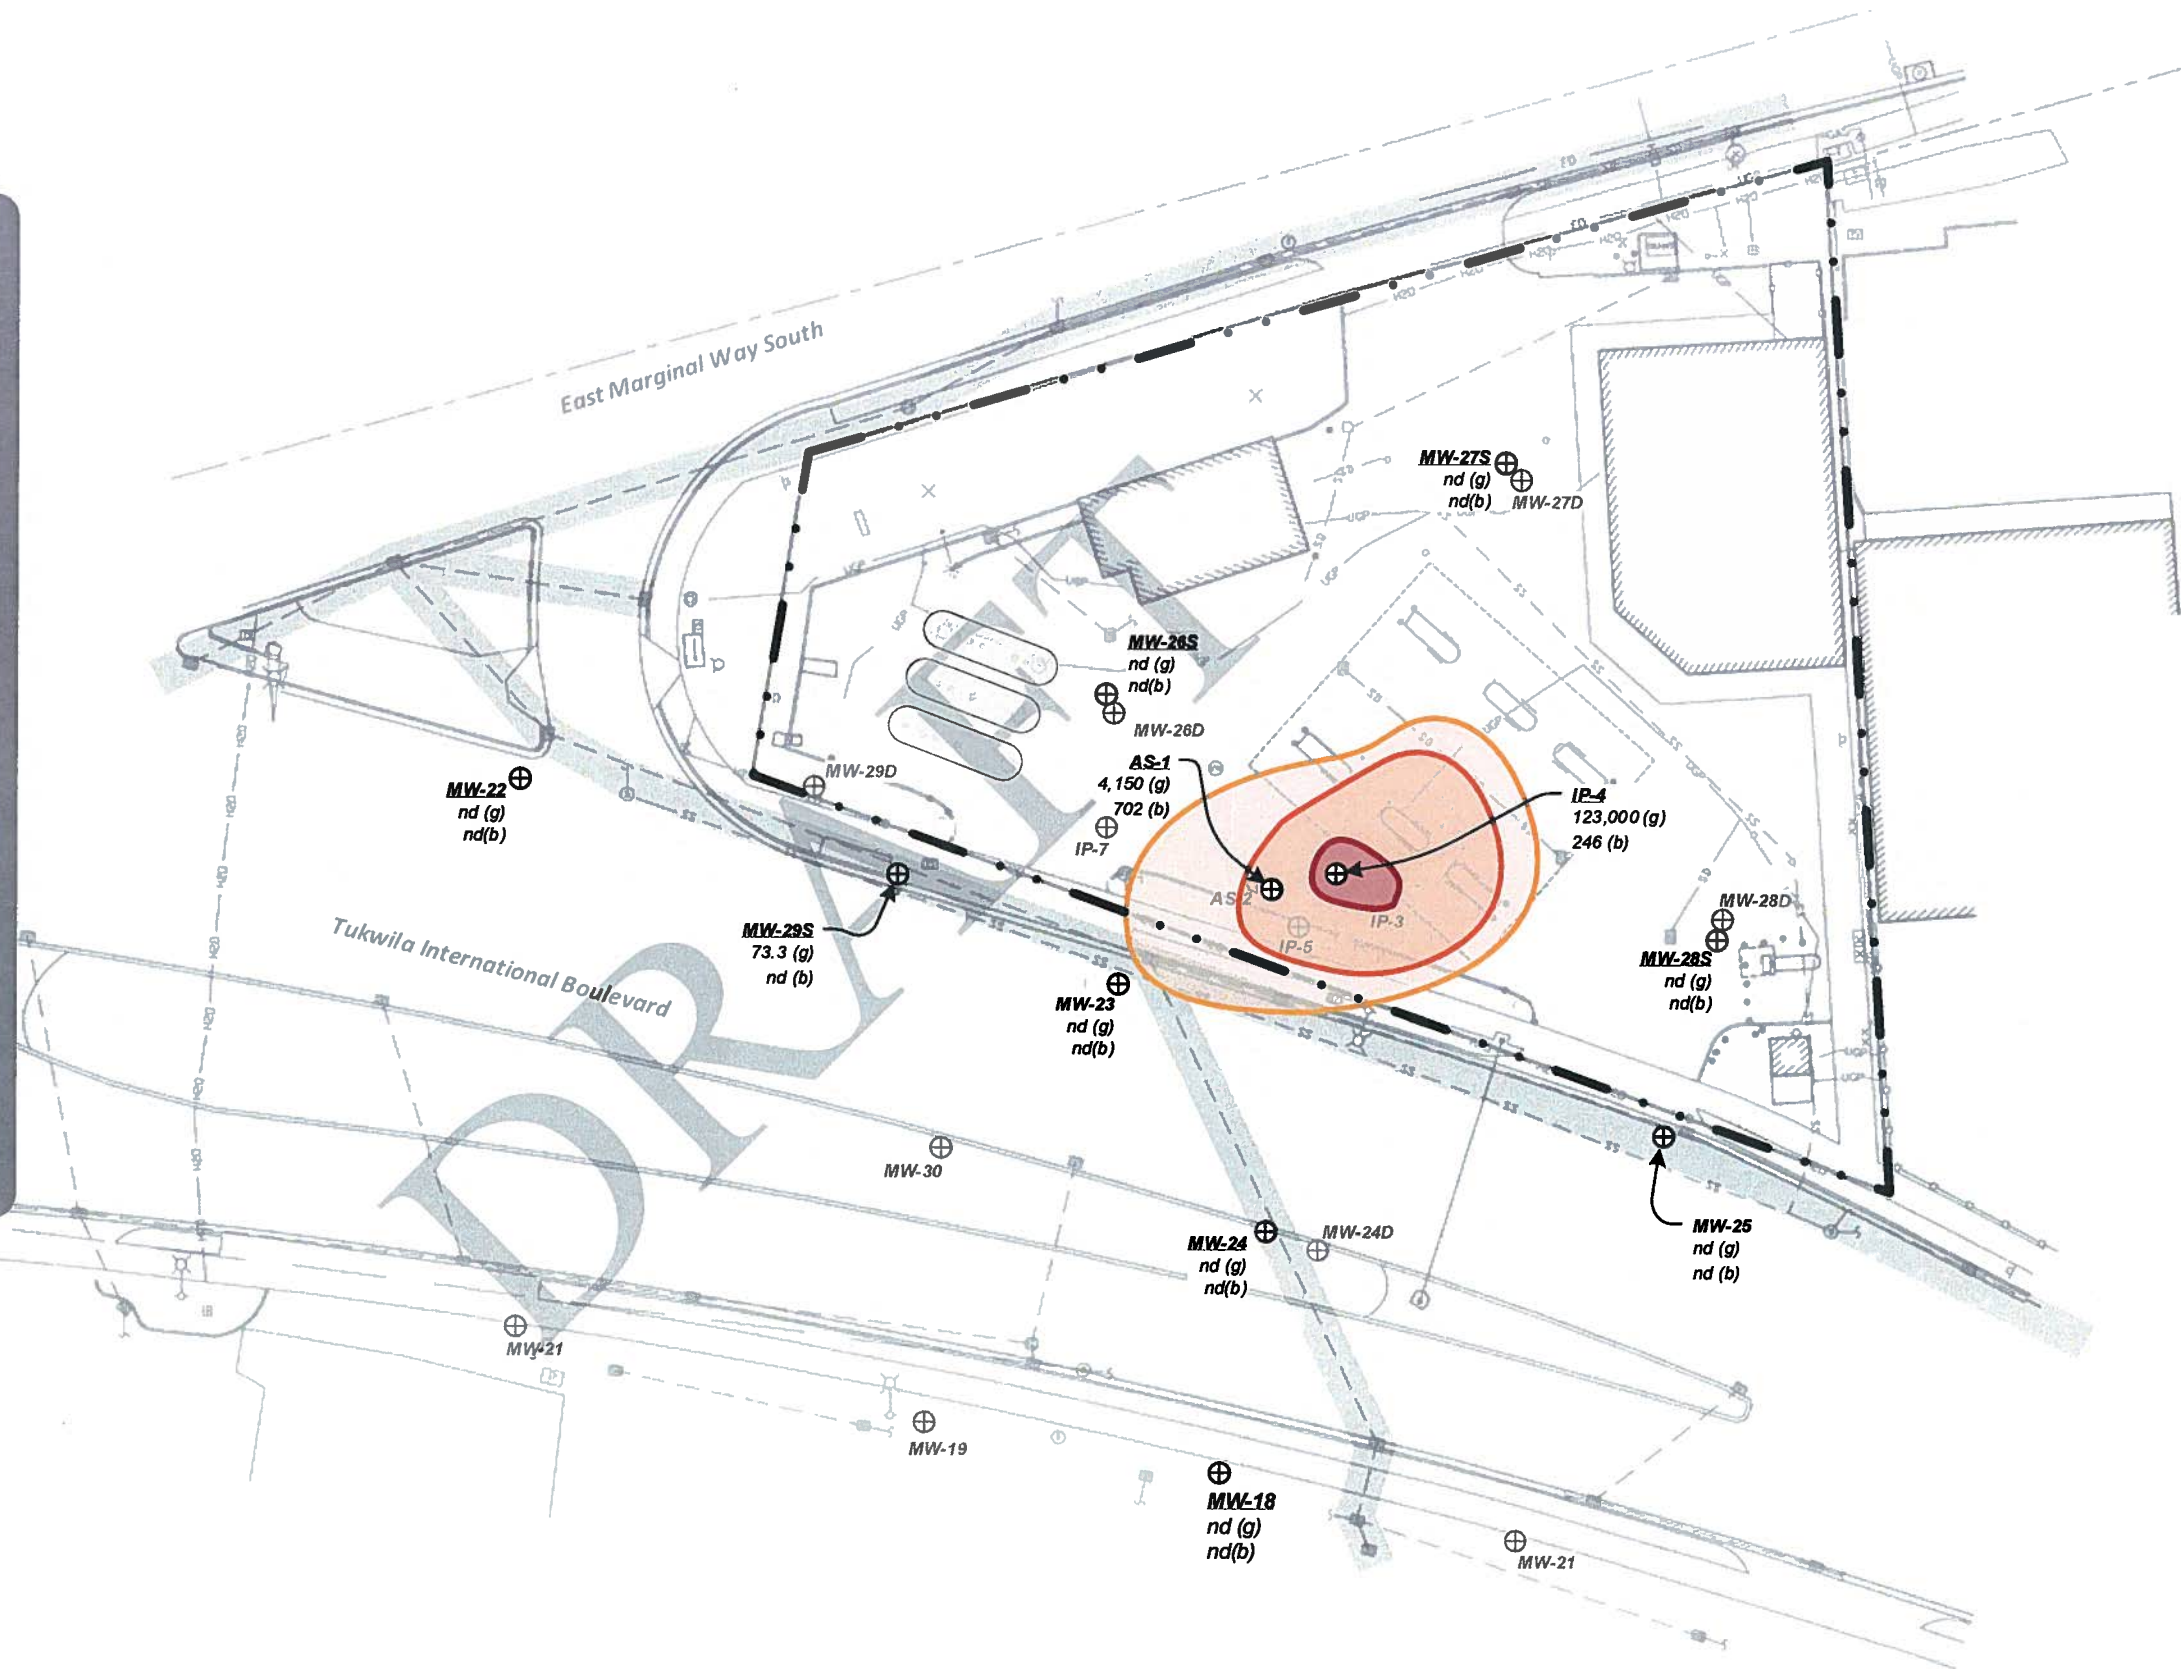 East Marginal Way South
MW-27S
nd (g)
nd(b)
MW-27D
MW-26S
nd (g)
nd(b)
MW-26D
AS-1
4,150 (g)
702 (b)
IP-4
123,000 (g)
246 (b)
MW-29D
MW-22
nd (g)
nd(b)
IP-7
AS-2
IP-3
IP-5
MW-28D
MW-28S
nd (g)
nd(b)
MW-29S
73.3 (g)
nd (b)
Tukwila International Boulevard
MW-23
nd (g)
nd(b)
MW-30
MW-24
nd (g)
nd(b)
MW-24D
MW-25
nd (g)
nd (b)
MW-21
MW-19
MW-18
nd (g)
nd(b)
MW-21
DRAFT